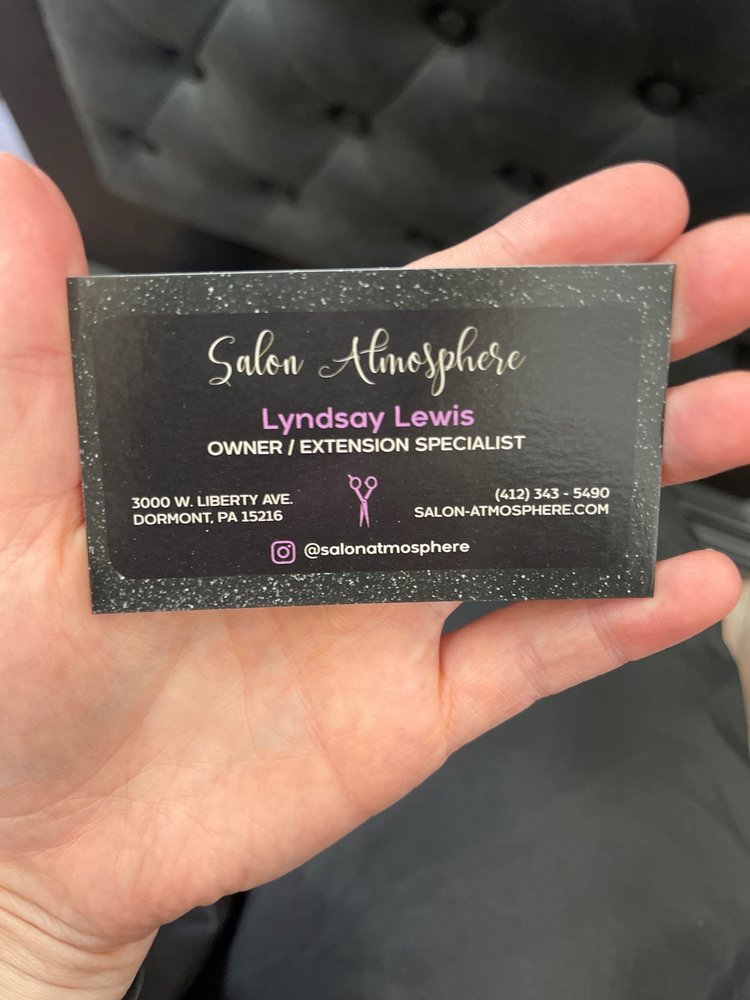 Salon Atmosphere
Lyndsay Lewis
OWNER / EXTENSION SPECIALIST
3000 W. LIBERTY AVE.
DORMONT, PA 15216
(412) 343 - 5490
SALON-ATMOSPHERE.COM
@salonatmosphere